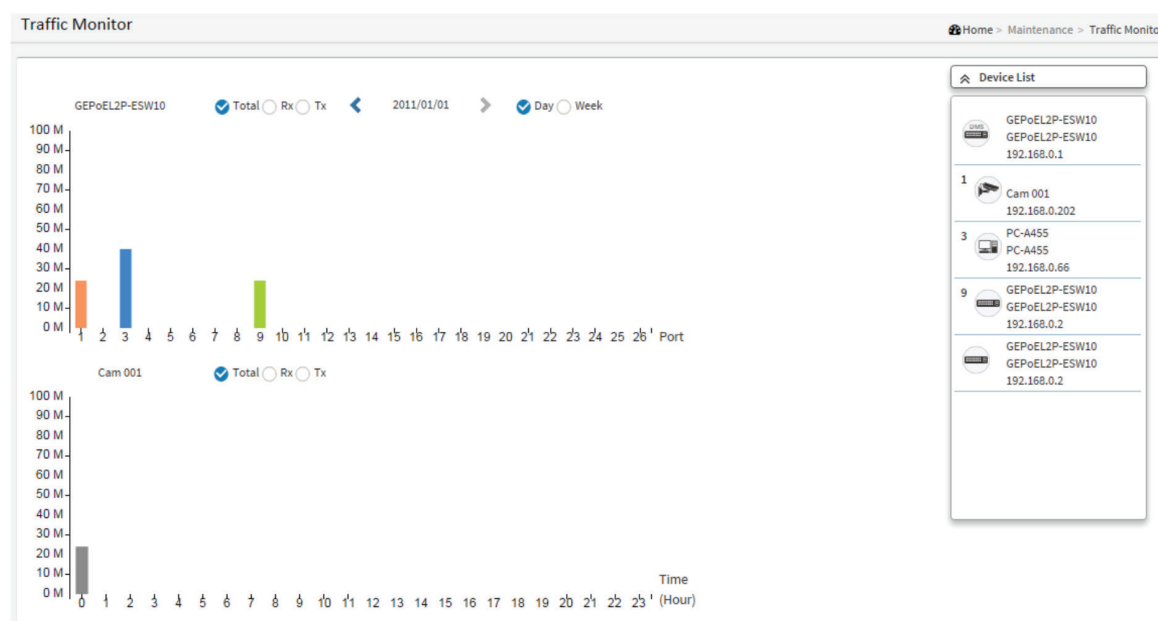 Traffic Monitor
Home > Maintenance > Traffic Monito
Device List
GEPoEL2P-ESW10 Total Rx Tx 2011/01/01 Day Week
100 M
90 M
80 M
70 M
60 M
50 M
40 M
30 M
20 M
10 M
0 M
1 2 3 4 5 6 7 8 9 10 11 12 13 14 15 16 17 18 19 20 21 22 23 24 25 26 Port
Cam 001 Total Rx Tx
100 M
90 M
80 M
70 M
60 M
50 M
40 M
30 M
20 M
10 M
0 M
0 1 2 3 4 5 6 7 8 9 10 11 12 13 14 15 16 17 18 19 20 21 22 23
Time
(Hour)
DMS
GEPoEL2P-ESW10
GEPoEL2P-ESW10
192.168.0.1
1
Cam 001
192.168.0.202
3
PC-A455
PC-A455
192.168.0.66
9
GEPoEL2P-ESW10
GEPoEL2P-ESW10
192.168.0.2
GEPoEL2P-ESW10
GEPoEL2P-ESW10
192.168.0.2